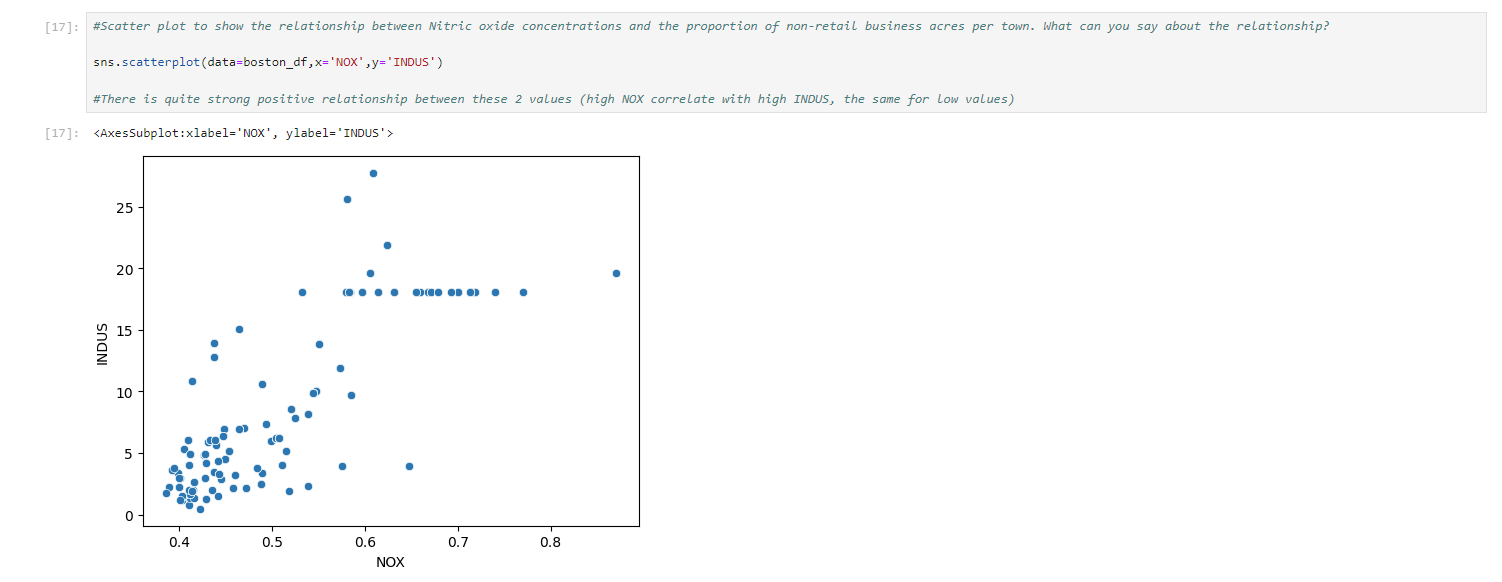 [17]: #Scatter plot to show the relationship between Nitric oxide concentrations and the proportion of non-retail business acres per town. What can you say about the relationship?
sns.scatterplot(data=boston_df,x='NOX',y='INDUS')
#There is quite strong positive relationship between these 2 values (high NOX correlate with high INDUS, the same for low values)
[17]: <AxesSubplot:xlabel='NOX', ylabel='INDUS'>
25
20
15
INDUS
10
5
0
0.4 0.5 0.6 0.7 0.8
NOX